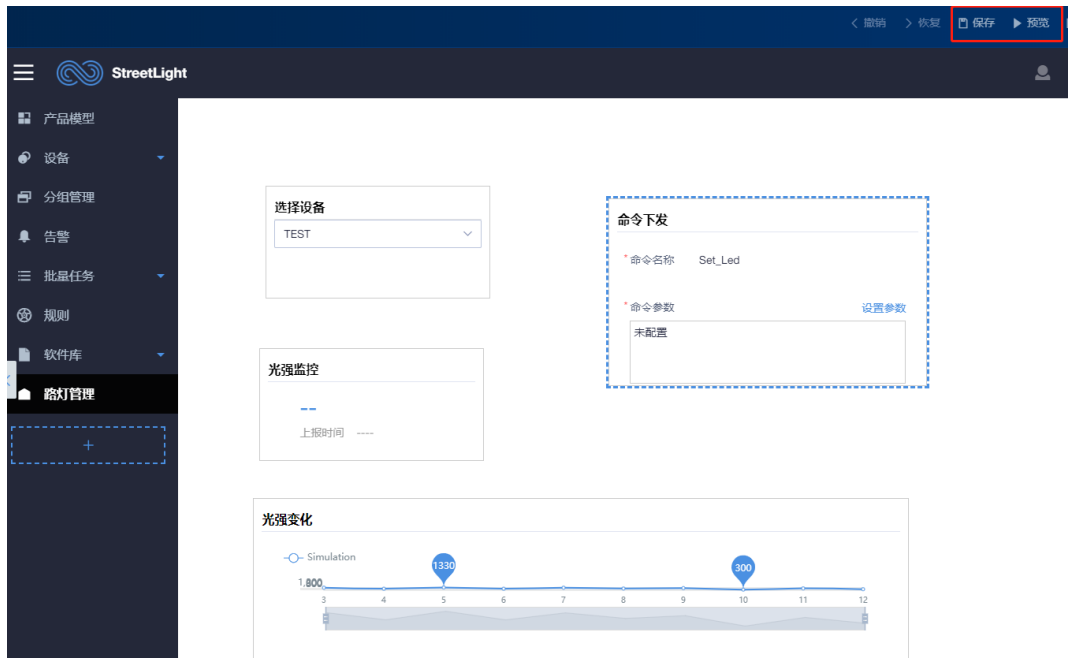 撤销 恢复 保存 预览
StreetLight
产品模型
设备
分组管理
告警
批量任务
规则
软件库
路灯管理
+
选择设备
TEST
命令下发
*命令名称 Set_Led
*命令参数 设置参数
未配置
光强监控
--
上报时间 ----
光强变化
Simulation
1330
300
3 4 5 6 7 8 9 10 11 12